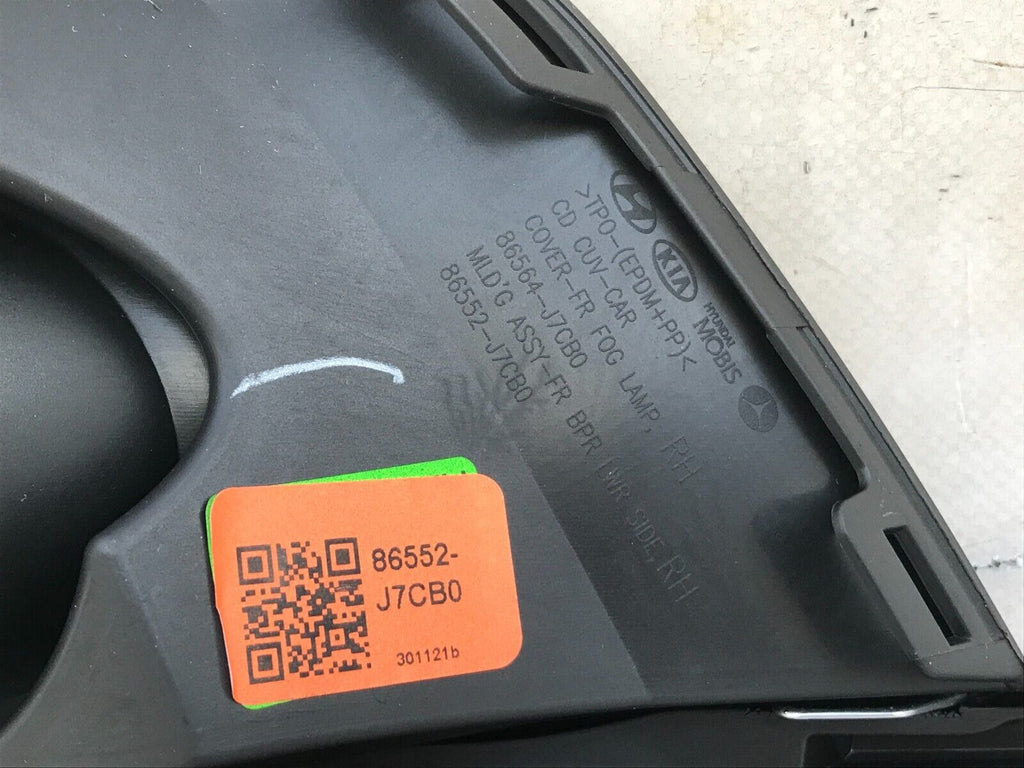 KIA
HYUNDAI
MOBIS
>TPO-(EPDM+PP)<
CD CUV-CAR
COVER-FR FOG LAMP, RH
86564-J7CB0
MLD'G ASSY-FR BPR LWR SIDE,RH
86552-J7CB0
86552-
J7CB0
301121b